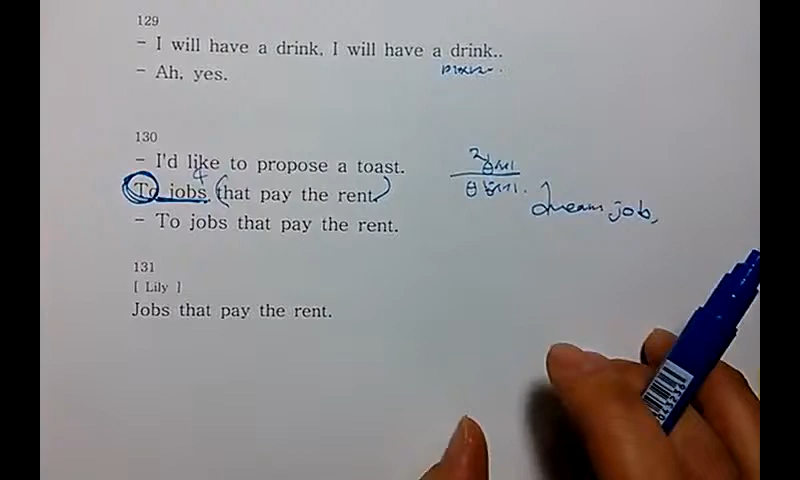 129
- I will have a drink, I will have a drink..
- Ah, yes.
130
- I'd like to propose a toast.
To jobs that pay the rent.
dream job,
- To jobs that pay the rent.
131
[ Lily ]
Jobs that pay the rent.